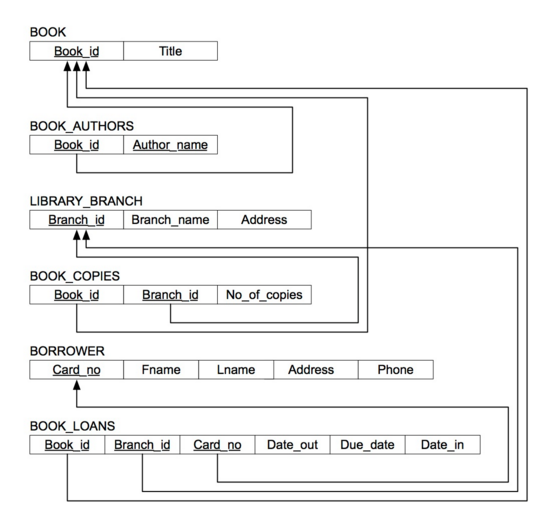 BOOK
Book_id Title
BOOK_AUTHORS
Book_id Author_name
LIBRARY_BRANCH
Branch_id Branch_name Address
BOOK_COPIES
Book_id Branch_id No_of_copies
BORROWER
Card_no Fname Lname Address Phone
BOOK_LOANS
Book_id Branch_id Card_no Date_out Due_date Date_in